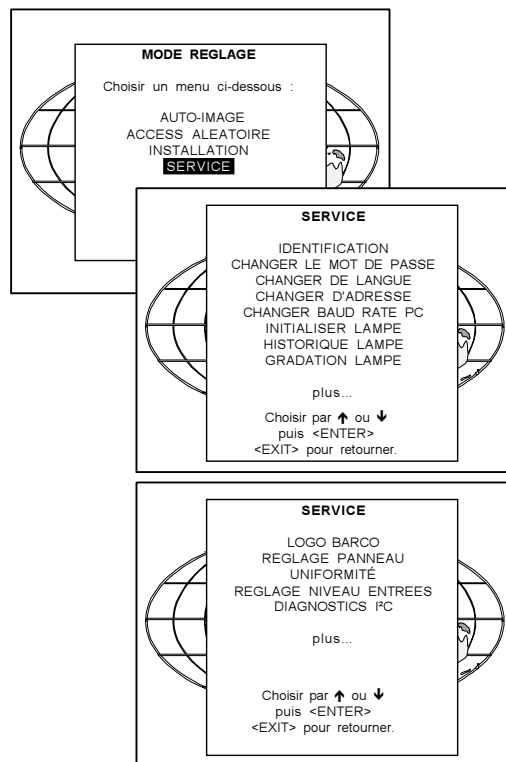 MODE REGLAGE
Choisir un menu ci-dessous :
AUTO-IMAGE
ACCESS ALEATOIRE
INSTALLATION
SERVICE
SERVICE
IDENTIFICATION
CHANGER LE MOT DE PASSE
CHANGER DE LANGUE
CHANGER D'ADRESSE
CHANGER BAUD RATE PC
INITIALISER LAMPE
HISTORIQUE LAMPE
GRADATION LAMPE
plus...
Choisir par ↑ ou ↓
puis <ENTER>
<EXIT> pour retourner.
SERVICE
LOGO BARCO
REGLAGE PANNEAU
UNIFORMITÉ
REGLAGE NIVEAU ENTREES
DIAGNOSTICS I²C
plus...
Choisir par ↑ ou ↓
puis <ENTER>
<EXIT> pour retourner.